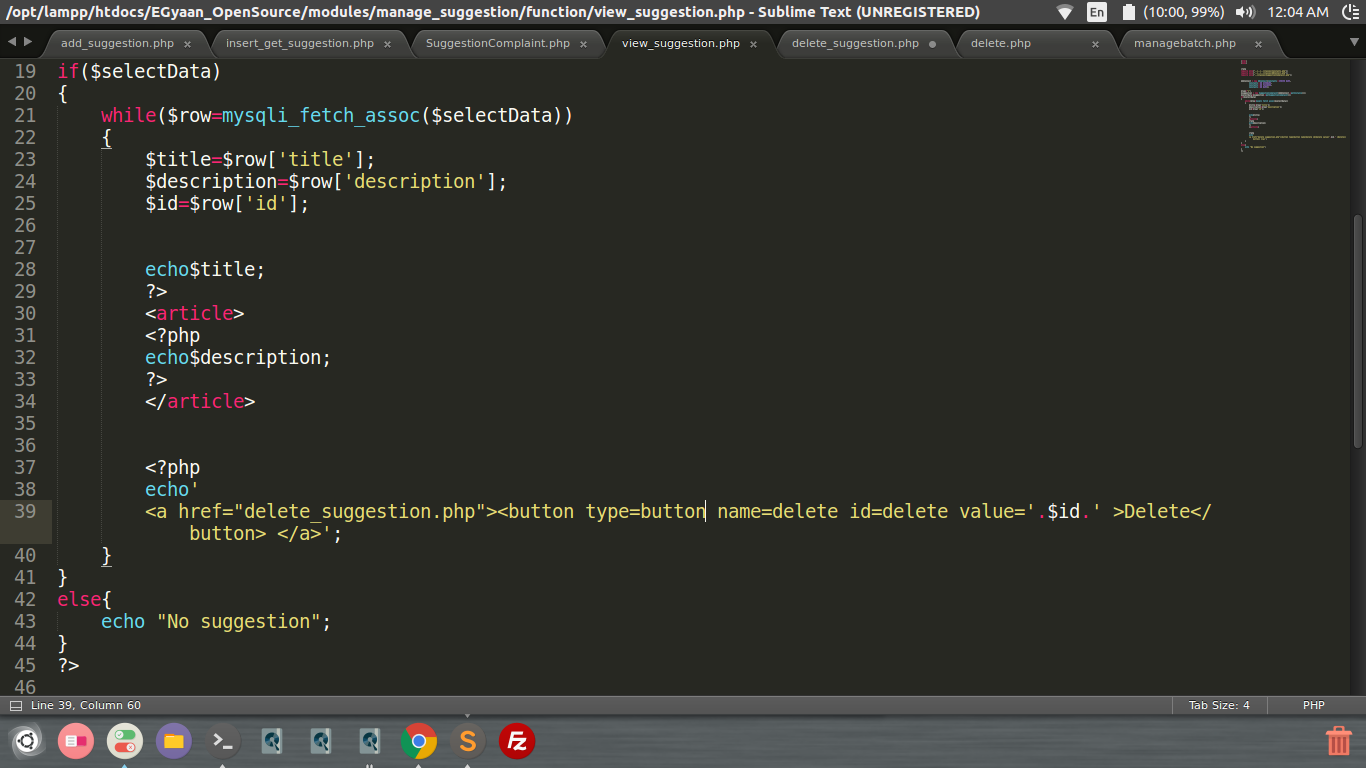 /opt/lampp/htdocs/EGyaan_OpenSource/modules/manage_suggestion/function/view_suggestion.php - Sublime Text (UNREGISTERED)
En
(10:00, 99%)
12:04 AM
add_suggestion.php ×
insert_get_suggestion.php ×
SuggestionComplaint.php ×
view_suggestion.php ×
delete_suggestion.php
delete.php ×
managebatch.php ×
19 if($selectData)
20 {
21 while($row=mysqli_fetch_assoc($selectData))
22 {
23 $title=$row['title'];
24 $description=$row['description'];
25 $id=$row['id'];
26
27
28 echo$title;
29 ?>
30 <article>
31 <?php
32 echo$description;
33 ?>
34 </article>
35
36
37 <?php
38 echo'
39 <a href="delete_suggestion.php"><button type=button name=delete id=delete value='.$id.' >Delete</
button> </a>';
40 }
41 }
42 else{
43 echo "No suggestion";
44 }
45 ?>
46
Line 39, Column 60
Tab Size: 4
PHP